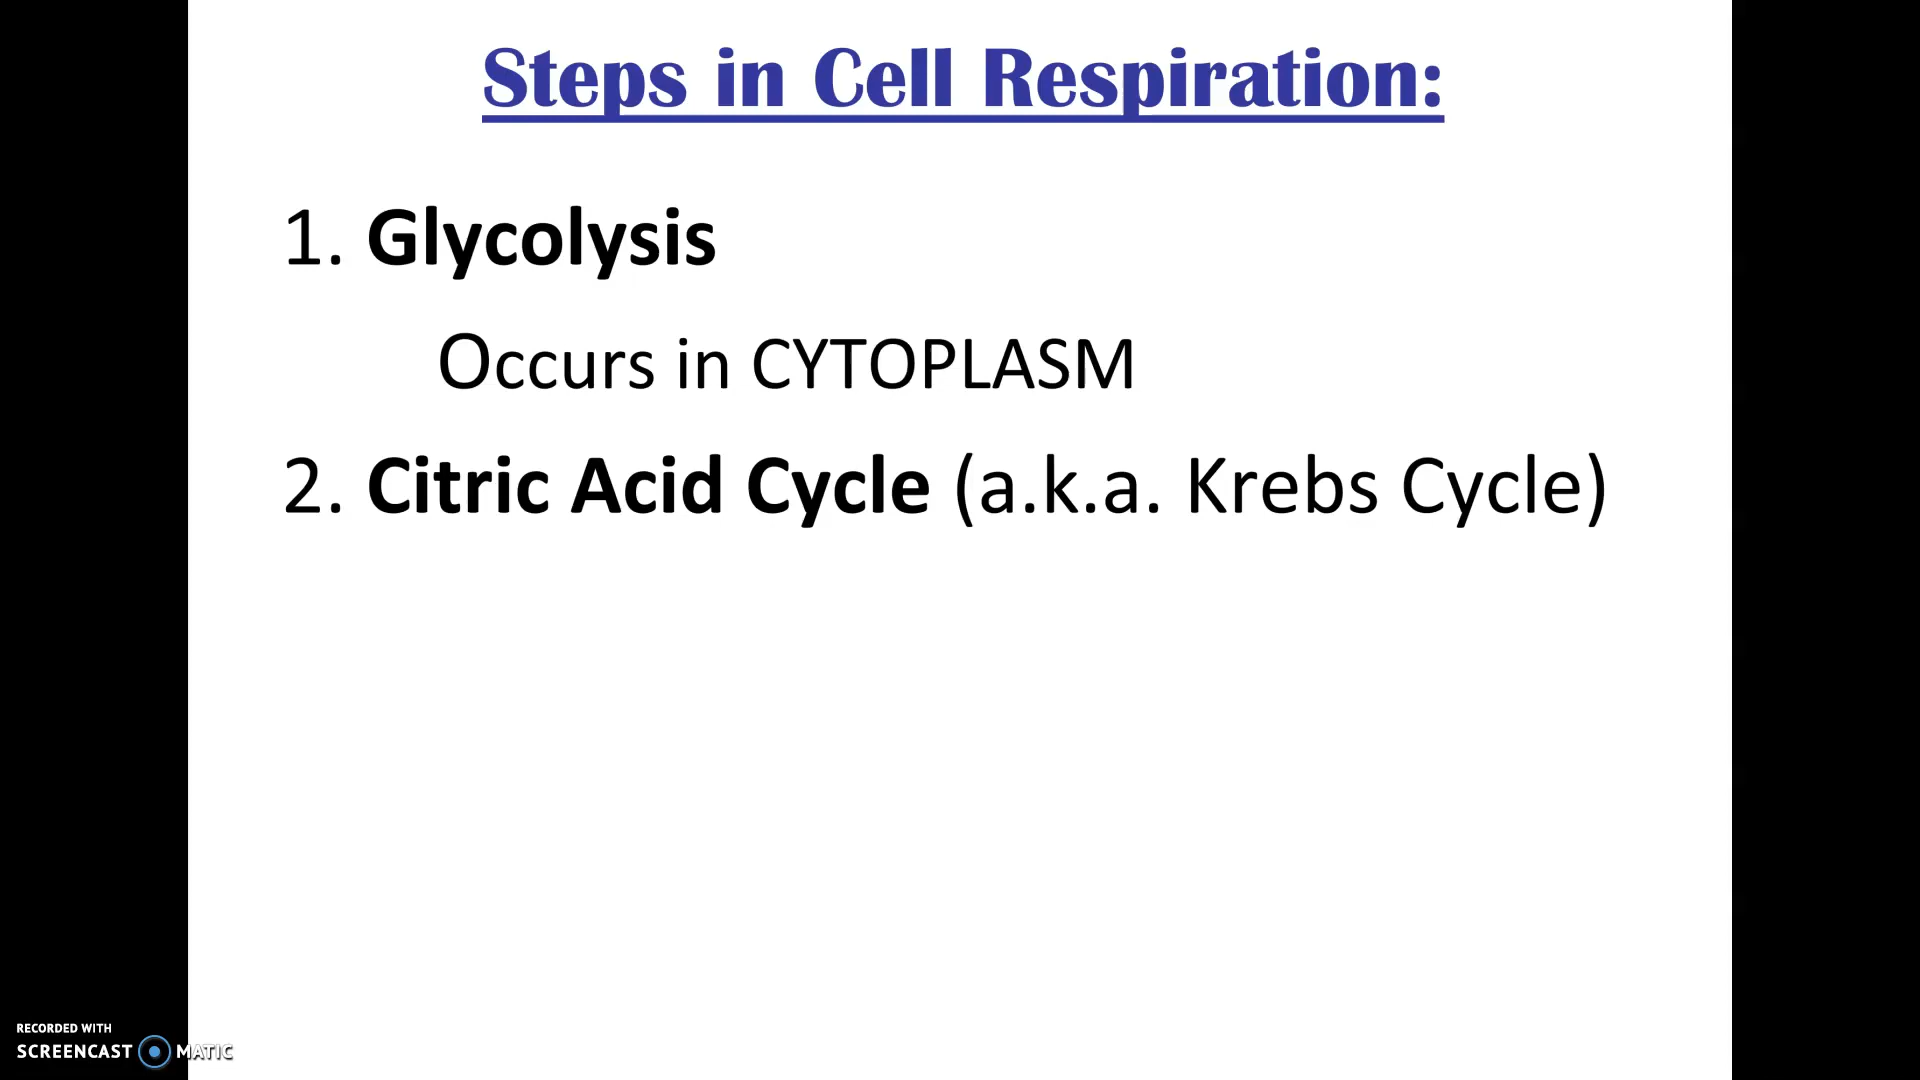 Steps in Cell Respiration:
1. Glycolysis
Occurs in CYTOPLASM
2. Citric Acid Cycle (a.k.a. Krebs Cycle)
RECORDED WITH
SCREENCAST MATIC